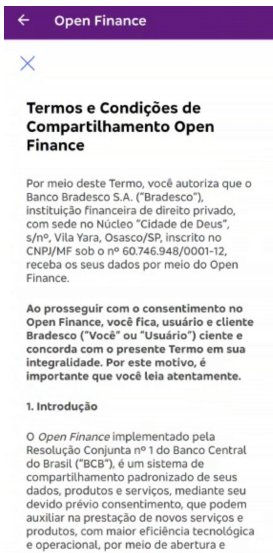 Open Finance
Termos e Condições de
Compartilhamento Open
Finance
Por meio deste Termo, você autoriza que o
Banco Bradesco S.A. ("Bradesco"),
instituição financeira de direito privado,
com sede no Núcleo "Cidade de Deus",
s/nº, Vila Yara, Osasco/SP, inscrito no
CNPJ/MF sob o nº 60.746.948/0001-12,
receba os seus dados por meio do Open
Finance.
Ao prosseguir com o consentimento no
Open Finance, você fica, usuário e cliente
Bradesco ("Você" ou "Usuário") ciente e
concorda com o presente Termo em sua
integralidade. Por este motivo, é
importante que você leia atentamente.
1. Introdução
O Open Finance implementado pela
Resolução Conjunta nº 1 do Banco Central
do Brasil ("BCB"), é um sistema de
compartilhamento padronizado de seus
dados, produtos e serviços, mediante seu
devido prévio consentimento, que podem
auxiliar na prestação de novos serviços e
produtos, com maior eficiência tecnológica
e operacional, por meio de abertura e